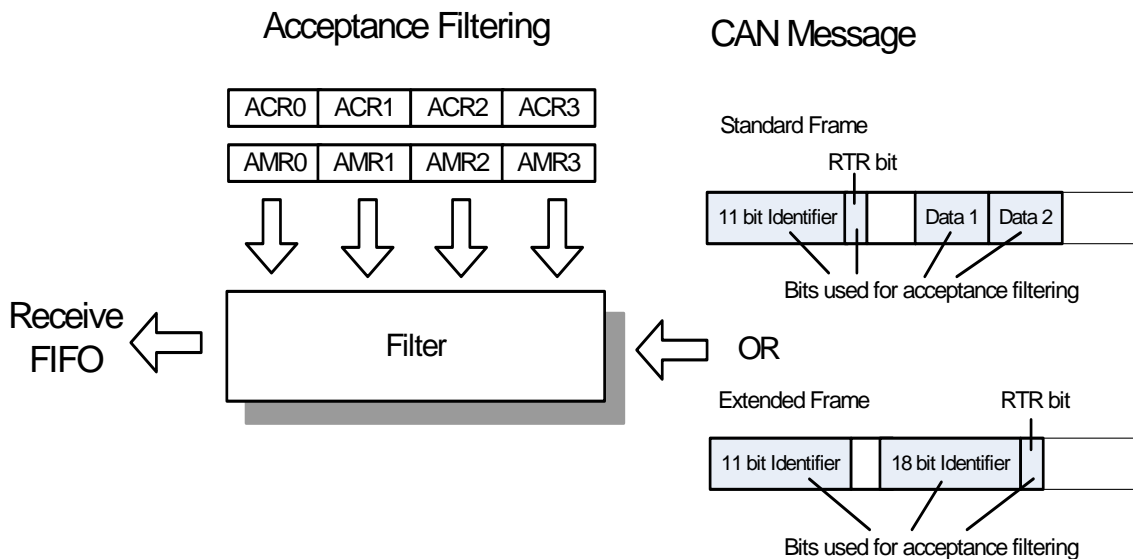 Acceptance Filtering
CAN Message
ACR0 ACR1 ACR2 ACR3
AMR0 AMR1 AMR2 AMR3
Standard Frame
RTR bit
11 bit Identifier
Data 1
Data 2
Bits used for acceptance filtering
Receive
FIFO
Filter
OR
Extended Frame
RTR bit
11 bit Identifier
18 bit Identifier
Bits used for acceptance filtering